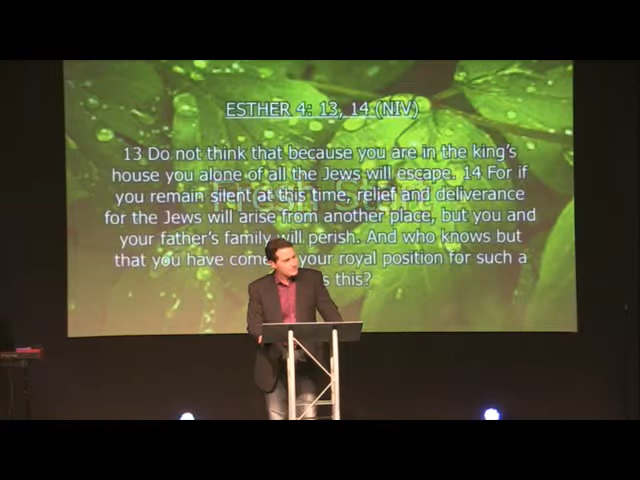 ESTHER 4: 13, 14 (NIV)
13 Do not think that because you are in the king's
house you alone of all the Jews will escape. 14 For if
you remain silent at this time, relief and deliverance
for the Jews will arise from another place, but you and
your father's family will perish. And who knows but
that you have come your royal position for such a
s this?
Fresh